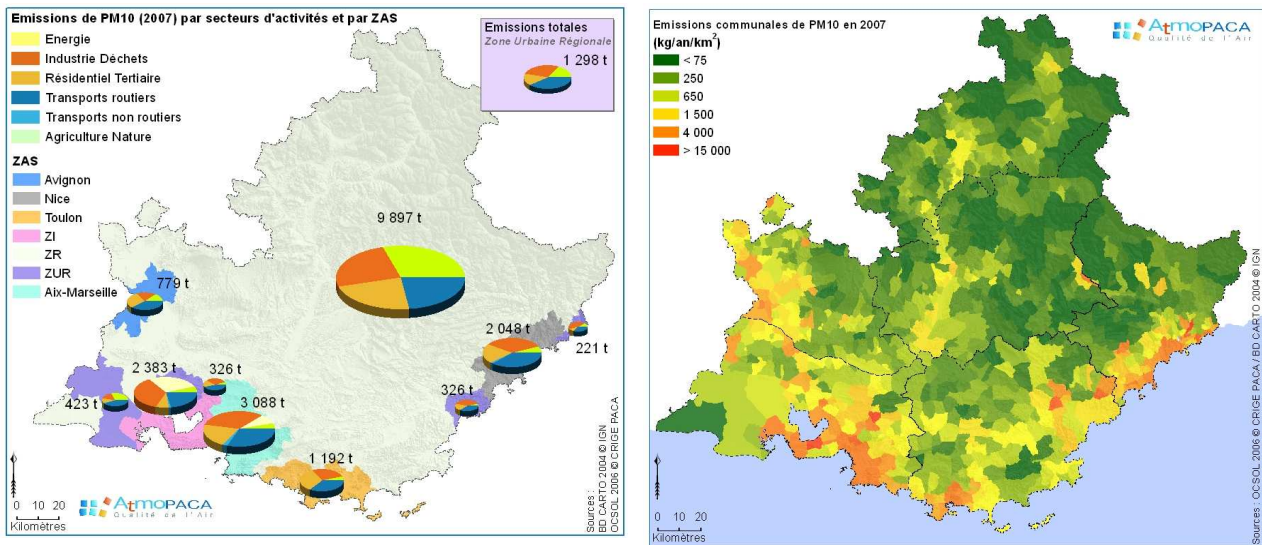 Emissions de PM10 (2007) par secteurs d'activités et par ZAS
Energie
Industrie Déchets
Résidentiel Tertiaire
Transports routiers
Transports non routiers
Agriculture Nature
ZAS
Avignon
Nice
Toulon
ZI
ZR
ZUR
Aix-Marseille
Emissions totales
Zone Urbaine Régionale
1 298 t
9 897 t
779 t
2 048 t
221 t
2 383 t
326 t
326 t
423 t
3 088 t
1 192 t
0 10 20
Kilomètres
AtmoPACA
Qualité de l'Air
Sources :
BD CARTO 2004 © IGN
OCSOL 2006 © CRIGE PACA
Emissions communales de PM10 en 2007
(kg/an/km²)
< 75
250
650
1 500
4 000
> 15 000
AtmoPACA
Qualité de l'Air
0 10 20
Kilomètres
Sources : OCSOL 2006 © CRIGE PACA / BD CARTO 2004 © IGN